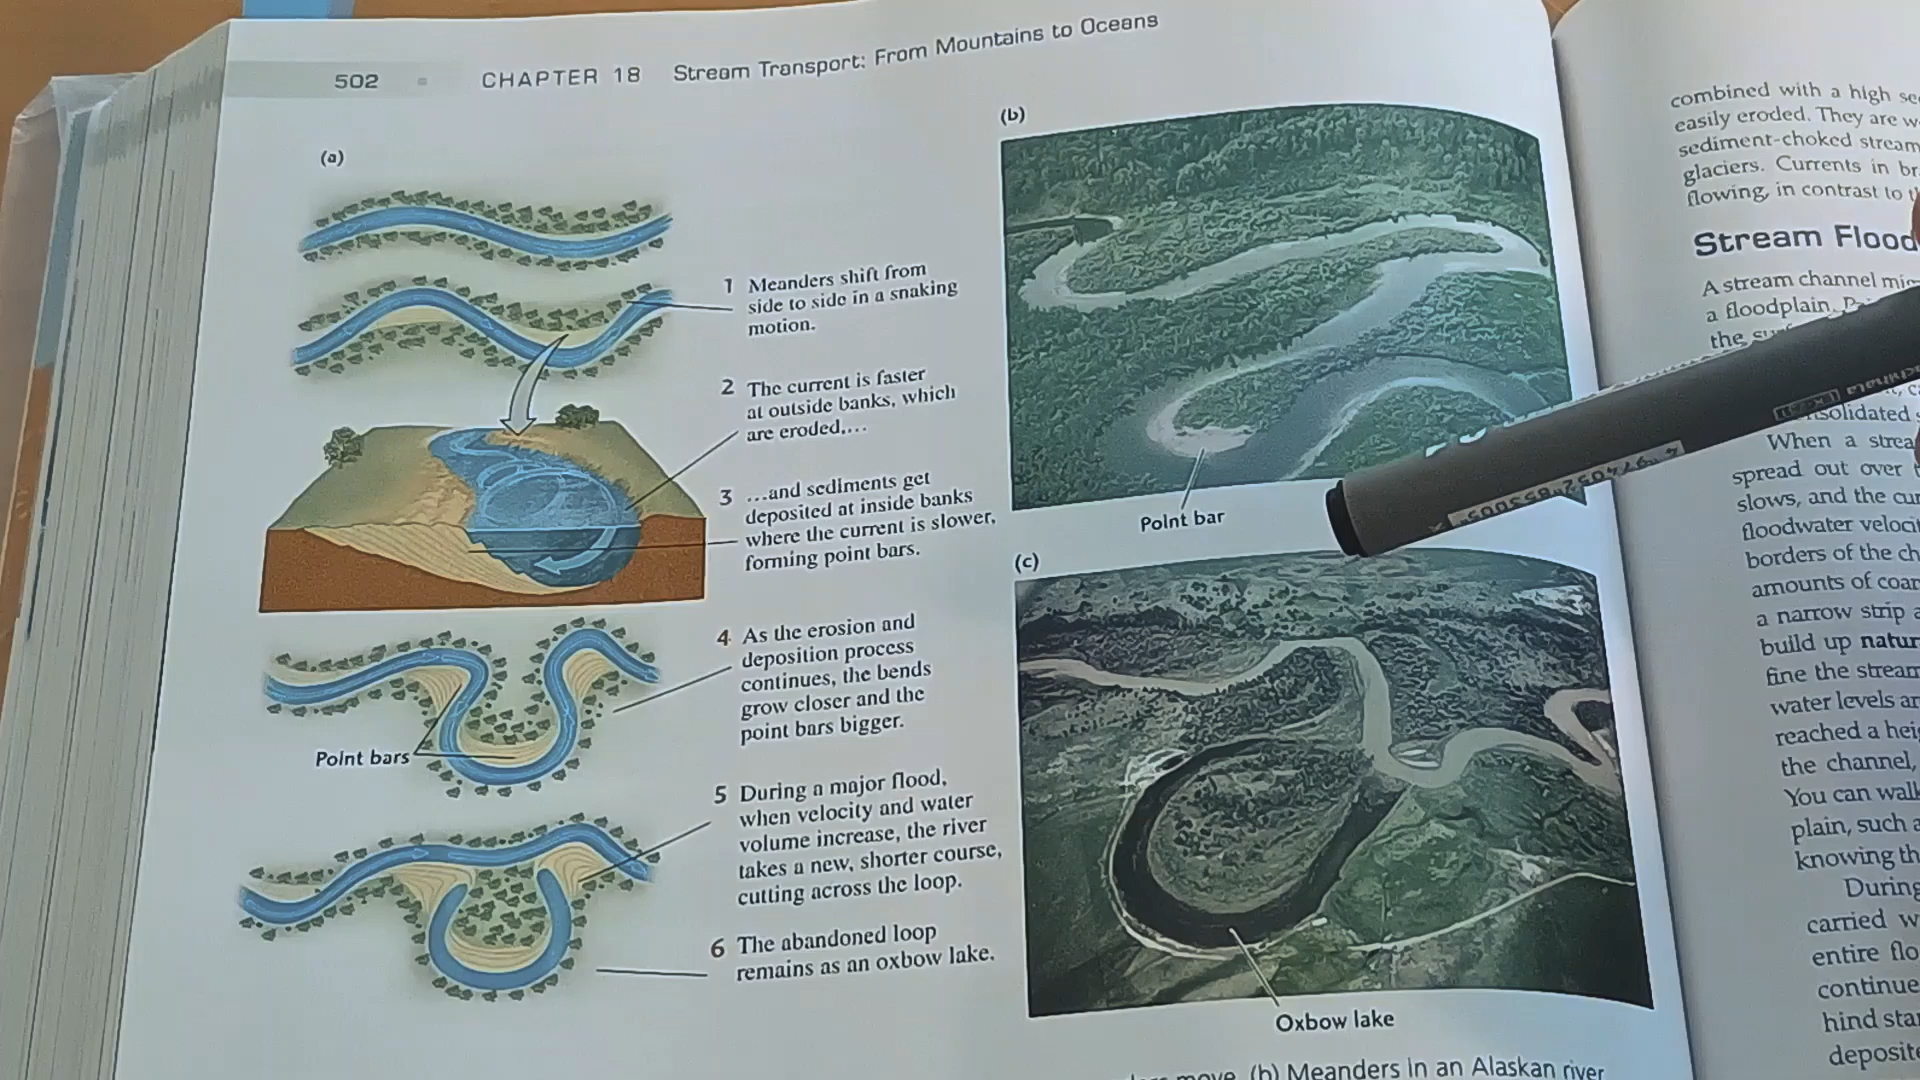 502 CHAPTER 18 Stream Transport: From Mountains to Oceans
(a)
1 Meanders shift from
side to side in a snaking
motion.
2 The current is faster
at outside banks, which
are eroded,...
3 ...and sediments get
deposited at inside banks
where the current is slower,
forming point bars.
4 As the erosion and
deposition process
continues, the bends
grow closer and the
point bars bigger.
Point bars
5 During a major flood,
when velocity and water
volume increase, the river
takes a new, shorter course,
cutting across the loop.
6 The abandoned loop
remains as an oxbow lake.
(b)
Point bar
(c)
Oxbow lake
move. (b) Meanders in an Alaskan river
combined with a high
easily eroded. They are
sediment-choked stream
glaciers. Currents in
flowing, in contrast to
Stream Flood
A stream channel
a floodplain.
the
When a
spread out over
slows, and the
floodwater
borders of the
amounts of
a narrow strip
build up
fine the
water levels
reached a
the channel,
You can
plain, such
knowing
During
carried
entire
continue
hind